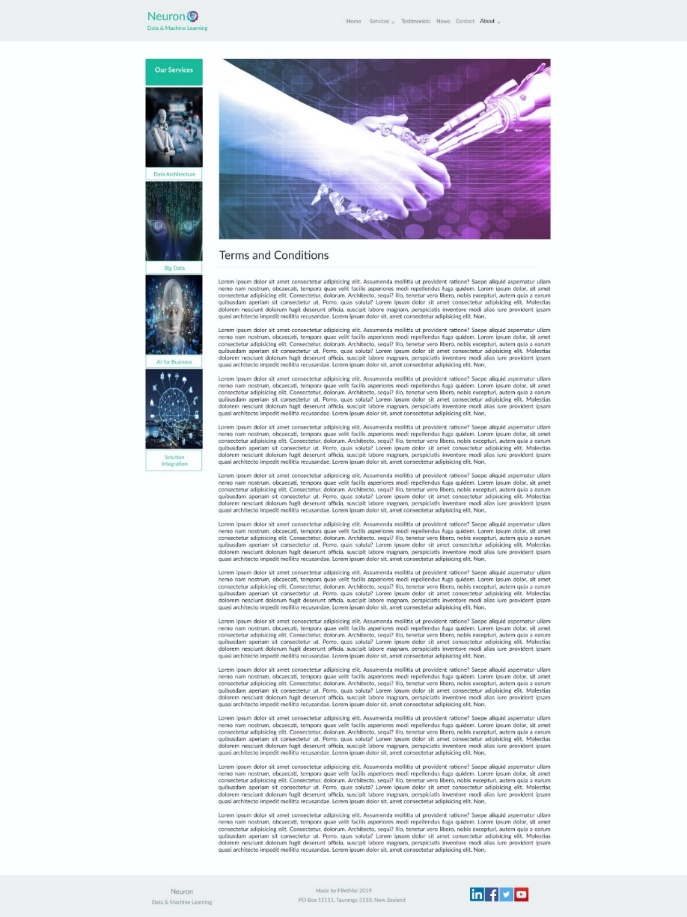 Neuron
Data & Machine Learning
Home Services Testimonials News Contact About
Our Services
Data Architecture
Big Data
AI for Business
Solution
Integration
Terms and Conditions
Lorem ipsum dolor sit amet consectetur adipisicing elit. Assumenda mollitia ut provident ratione? Saepe aliquid aspernatur ullam
nemo nam nostrum, obcaecati, tempora quae velit facilis asperiores modi repellendus fuga quidem. Lorem ipsum dolor, sit amet
consectetur adipisicing elit. Consectetur, dolorum. Architecto, sequi? Illo, tenetur vero libero, nobis excepturi, autem quia a earum
quibusdam aperiam sit consectetur ut. Porro, quas soluta? Lorem ipsum dolor sit amet consectetur adipisicing elit. Molestias
dolorem nesciunt dolorum fugit deserunt officia, suscipit labore magnam, perspiciatis inventore modi alias iure provident ipsam
quasi architecto impedit mollitia recusandae. Lorem ipsum dolor sit, amet consectetur adipisicing elit. Non,
Lorem ipsum dolor sit amet consectetur adipisicing elit. Assumenda mollitia ut provident ratione? Saepe aliquid aspernatur ullam
nemo nam nostrum, obcaecati, tempora quae velit facilis asperiores modi repellendus fuga quidem. Lorem ipsum dolor, sit amet
consectetur adipisicing elit. Consectetur, dolorum. Architecto, sequi? Illo, tenetur vero libero, nobis excepturi, autem quia a earum
quibusdam aperiam sit consectetur ut. Porro, quas soluta? Lorem ipsum dolor sit amet consectetur adipisicing elit. Molestias
dolorem nesciunt dolorum fugit deserunt officia, suscipit labore magnam, perspiciatis inventore modi alias iure provident ipsam
quasi architecto impedit mollitia recusandae. Lorem ipsum dolor sit, amet consectetur adipisicing elit. Non,
Lorem ipsum dolor sit amet consectetur adipisicing elit. Assumenda mollitia ut provident ratione? Saepe aliquid aspernatur ullam
nemo nam nostrum, obcaecati, tempora quae velit facilis asperiores modi repellendus fuga quidem. Lorem ipsum dolor, sit amet
consectetur adipisicing elit. Consectetur, dolorum. Architecto, sequi? Illo, tenetur vero libero, nobis excepturi, autem quia a earum
quibusdam aperiam sit consectetur ut. Porro, quas soluta? Lorem ipsum dolor sit amet consectetur adipisicing elit. Molestias
dolorem nesciunt dolorum fugit deserunt officia, suscipit labore magnam, perspiciatis inventore modi alias iure provident ipsam
quasi architecto impedit mollitia recusandae. Lorem ipsum dolor sit, amet consectetur adipisicing elit. Non,
Lorem ipsum dolor sit amet consectetur adipisicing elit. Assumenda mollitia ut provident ratione? Saepe aliquid aspernatur ullam
nemo nam nostrum, obcaecati, tempora quae velit facilis asperiores modi repellendus fuga quidem. Lorem ipsum dolor, sit amet
consectetur adipisicing elit. Consectetur, dolorum. Architecto, sequi? Illo, tenetur vero libero, nobis excepturi, autem quia a earum
quibusdam aperiam sit consectetur ut. Porro, quas soluta? Lorem ipsum dolor sit amet consectetur adipisicing elit. Molestias
dolorem nesciunt dolorum fugit deserunt officia, suscipit labore magnam, perspiciatis inventore modi alias iure provident ipsam
quasi architecto impedit mollitia recusandae. Lorem ipsum dolor sit, amet consectetur adipisicing elit. Non,
Lorem ipsum dolor sit amet consectetur adipisicing elit. Assumenda mollitia ut provident ratione? Saepe aliquid aspernatur ullam
nemo nam nostrum, obcaecati, tempora quae velit facilis asperiores modi repellendus fuga quidem. Lorem ipsum dolor, sit amet
consectetur adipisicing elit. Consectetur, dolorum. Architecto, sequi? Illo, tenetur vero libero, nobis excepturi, autem quia a earum
quibusdam aperiam sit consectetur ut. Porro, quas soluta? Lorem ipsum dolor sit amet consectetur adipisicing elit. Molestias
dolorem nesciunt dolorum fugit deserunt officia, suscipit labore magnam, perspiciatis inventore modi alias iure provident ipsam
quasi architecto impedit mollitia recusandae. Lorem ipsum dolor sit, amet consectetur adipisicing elit. Non,
Lorem ipsum dolor sit amet consectetur adipisicing elit. Assumenda mollitia ut provident ratione? Saepe aliquid aspernatur ullam
nemo nam nostrum, obcaecati, tempora quae velit facilis asperiores modi repellendus fuga quidem. Lorem ipsum dolor, sit amet
consectetur adipisicing elit. Consectetur, dolorum. Architecto, sequi? Illo, tenetur vero libero, nobis excepturi, autem quia a earum
quibusdam aperiam sit consectetur ut. Porro, quas soluta? Lorem ipsum dolor sit amet consectetur adipisicing elit. Molestias
dolorem nesciunt dolorum fugit deserunt officia, suscipit labore magnam, perspiciatis inventore modi alias iure provident ipsam
quasi architecto impedit mollitia recusandae. Lorem ipsum dolor sit, amet consectetur adipisicing elit. Non,
Lorem ipsum dolor sit amet consectetur adipisicing elit. Assumenda mollitia ut provident ratione? Saepe aliquid aspernatur ullam
nemo nam nostrum, obcaecati, tempora quae velit facilis asperiores modi repellendus fuga quidem. Lorem ipsum dolor, sit amet
consectetur adipisicing elit. Consectetur, dolorum. Architecto, sequi? Illo, tenetur vero libero, nobis excepturi, autem quia a earum
quibusdam aperiam sit consectetur ut. Porro, quas soluta? Lorem ipsum dolor sit amet consectetur adipisicing elit. Molestias
dolorem nesciunt dolorum fugit deserunt officia, suscipit labore magnam, perspiciatis inventore modi alias iure provident ipsam
quasi architecto impedit mollitia recusandae. Lorem ipsum dolor sit, amet consectetur adipisicing elit. Non,
Lorem ipsum dolor sit amet consectetur adipisicing elit. Assumenda mollitia ut provident ratione? Saepe aliquid aspernatur ullam
nemo nam nostrum, obcaecati, tempora quae velit facilis asperiores modi repellendus fuga quidem. Lorem ipsum dolor, sit amet
consectetur adipisicing elit. Consectetur, dolorum. Architecto, sequi? Illo, tenetur vero libero, nobis excepturi, autem quia a earum
quibusdam aperiam sit consectetur ut. Porro, quas soluta? Lorem ipsum dolor sit amet consectetur adipisicing elit. Molestias
dolorem nesciunt dolorum fugit deserunt officia, suscipit labore magnam, perspiciatis inventore modi alias iure provident ipsam
quasi architecto impedit mollitia recusandae. Lorem ipsum dolor sit, amet consectetur adipisicing elit. Non,
Lorem ipsum dolor sit amet consectetur adipisicing elit. Assumenda mollitia ut provident ratione? Saepe aliquid aspernatur ullam
nemo nam nostrum, obcaecati, tempora quae velit facilis asperiores modi repellendus fuga quidem. Lorem ipsum dolor, sit amet
consectetur adipisicing elit. Consectetur, dolorum. Architecto, sequi? Illo, tenetur vero libero, nobis excepturi, autem quia a earum
quibusdam aperiam sit consectetur ut. Porro, quas soluta? Lorem ipsum dolor sit amet consectetur adipisicing elit. Molestias
dolorem nesciunt dolorum fugit deserunt officia, suscipit labore magnam, perspiciatis inventore modi alias iure provident ipsam
quasi architecto impedit mollitia recusandae. Lorem ipsum dolor sit, amet consectetur adipisicing elit. Non,
Lorem ipsum dolor sit amet consectetur adipisicing elit. Assumenda mollitia ut provident ratione? Saepe aliquid aspernatur ullam
nemo nam nostrum, obcaecati, tempora quae velit facilis asperiores modi repellendus fuga quidem. Lorem ipsum dolor, sit amet
consectetur adipisicing elit. Consectetur, dolorum. Architecto, sequi? Illo, tenetur vero libero, nobis excepturi, autem quia a earum
quibusdam aperiam sit consectetur ut. Porro, quas soluta? Lorem ipsum dolor sit amet consectetur adipisicing elit. Molestias
dolorem nesciunt dolorum fugit deserunt officia, suscipit labore magnam, perspiciatis inventore modi alias iure provident ipsam
quasi architecto impedit mollitia recusandae. Lorem ipsum dolor sit, amet consectetur adipisicing elit. Non,
Lorem ipsum dolor sit amet consectetur adipisicing elit. Assumenda mollitia ut provident ratione? Saepe aliquid aspernatur ullam
nemo nam nostrum, obcaecati, tempora quae velit facilis asperiores modi repellendus fuga quidem. Lorem ipsum dolor, sit amet
consectetur adipisicing elit. Consectetur, dolorum. Architecto, sequi? Illo, tenetur vero libero, nobis excepturi, autem quia a earum
quibusdam aperiam sit consectetur ut. Porro, quas soluta? Lorem ipsum dolor sit amet consectetur adipisicing elit. Molestias
dolorem nesciunt dolorum fugit deserunt officia, suscipit labore magnam, perspiciatis inventore modi alias iure provident ipsam
quasi architecto impedit mollitia recusandae. Lorem ipsum dolor sit, amet consectetur adipisicing elit. Non,
Lorem ipsum dolor sit amet consectetur adipisicing elit. Assumenda mollitia ut provident ratione? Saepe aliquid aspernatur ullam
nemo nam nostrum, obcaecati, tempora quae velit facilis asperiores modi repellendus fuga quidem. Lorem ipsum dolor, sit amet
consectetur adipisicing elit. Consectetur, dolorum. Architecto, sequi? Illo, tenetur vero libero, nobis excepturi, autem quia a earum
quibusdam aperiam sit consectetur ut. Porro, quas soluta? Lorem ipsum dolor sit amet consectetur adipisicing elit. Molestias
dolorem nesciunt dolorum fugit deserunt officia, suscipit labore magnam, perspiciatis inventore modi alias iure provident ipsam
quasi architecto impedit mollitia recusandae. Lorem ipsum dolor sit, amet consectetur adipisicing elit. Non,
Neuron
Data & Machine Learning
Made by 2019
PO Box 11111, Tauranga 3110, New Zealand